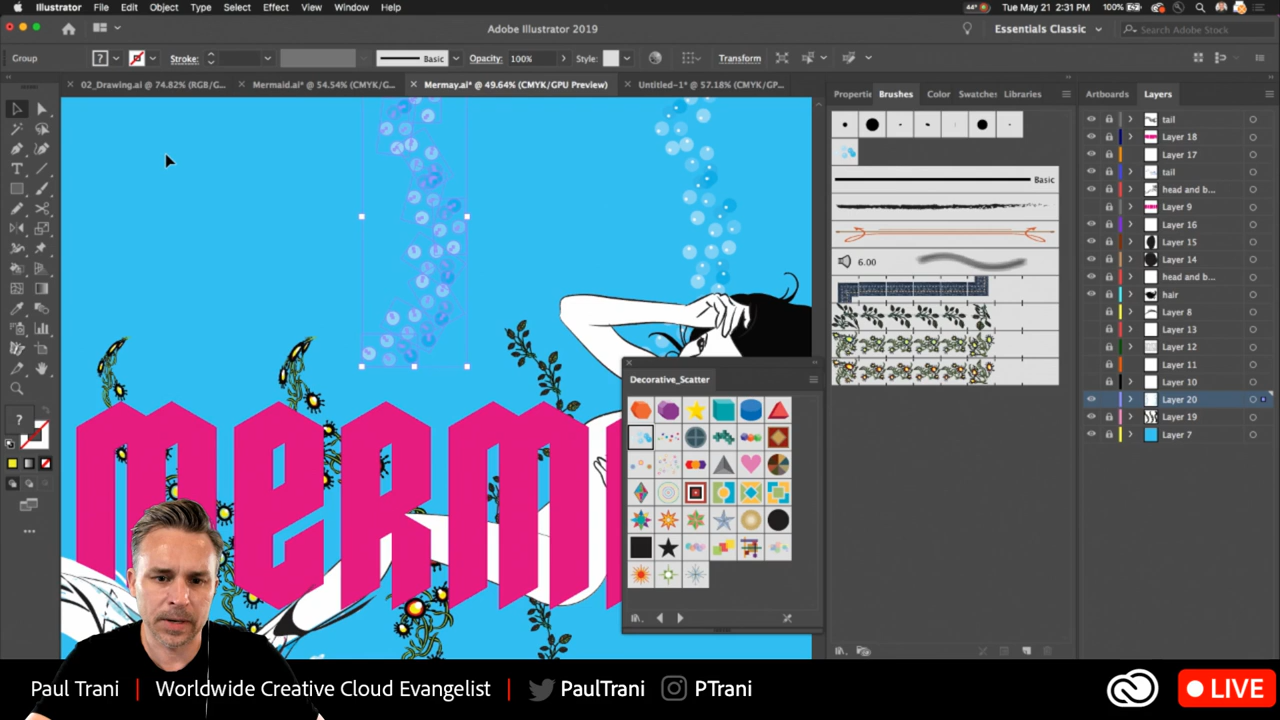 Illustrator File Edit Object Type Select Effect View Window Help
44° 100% Tue May 21 2:31 PM
Adobe Illustrator 2019
Essentials Classic Search Adobe Stock
Group Stroke: Basic Opacity: 100% Style: Transform
02_Drawing.ai @ 74.82% (RGB/G... Mermaid.ai* @ 54.54% (CMYK/G... Mermay.ai* @ 49.64% (CMYK/GPU Preview) Untitled-1* @ 57.18% (CMYK/GP...
Properti Brushes Color Swatches Libraries
Artboards Layers
tail
Layer 18
Layer 17
tail
head and b...
Layer 9
Layer 16
Layer 15
Layer 14
head and b...
hair
Layer 8
Layer 13
Layer 12
Layer 11
Layer 10
Layer 20
Layer 19
Layer 7
Basic
6.00
Decorative_Scatter
MERM
Paul Trani | Worldwide Creative Cloud Evangelist | PaulTrani PTrani
LIVE